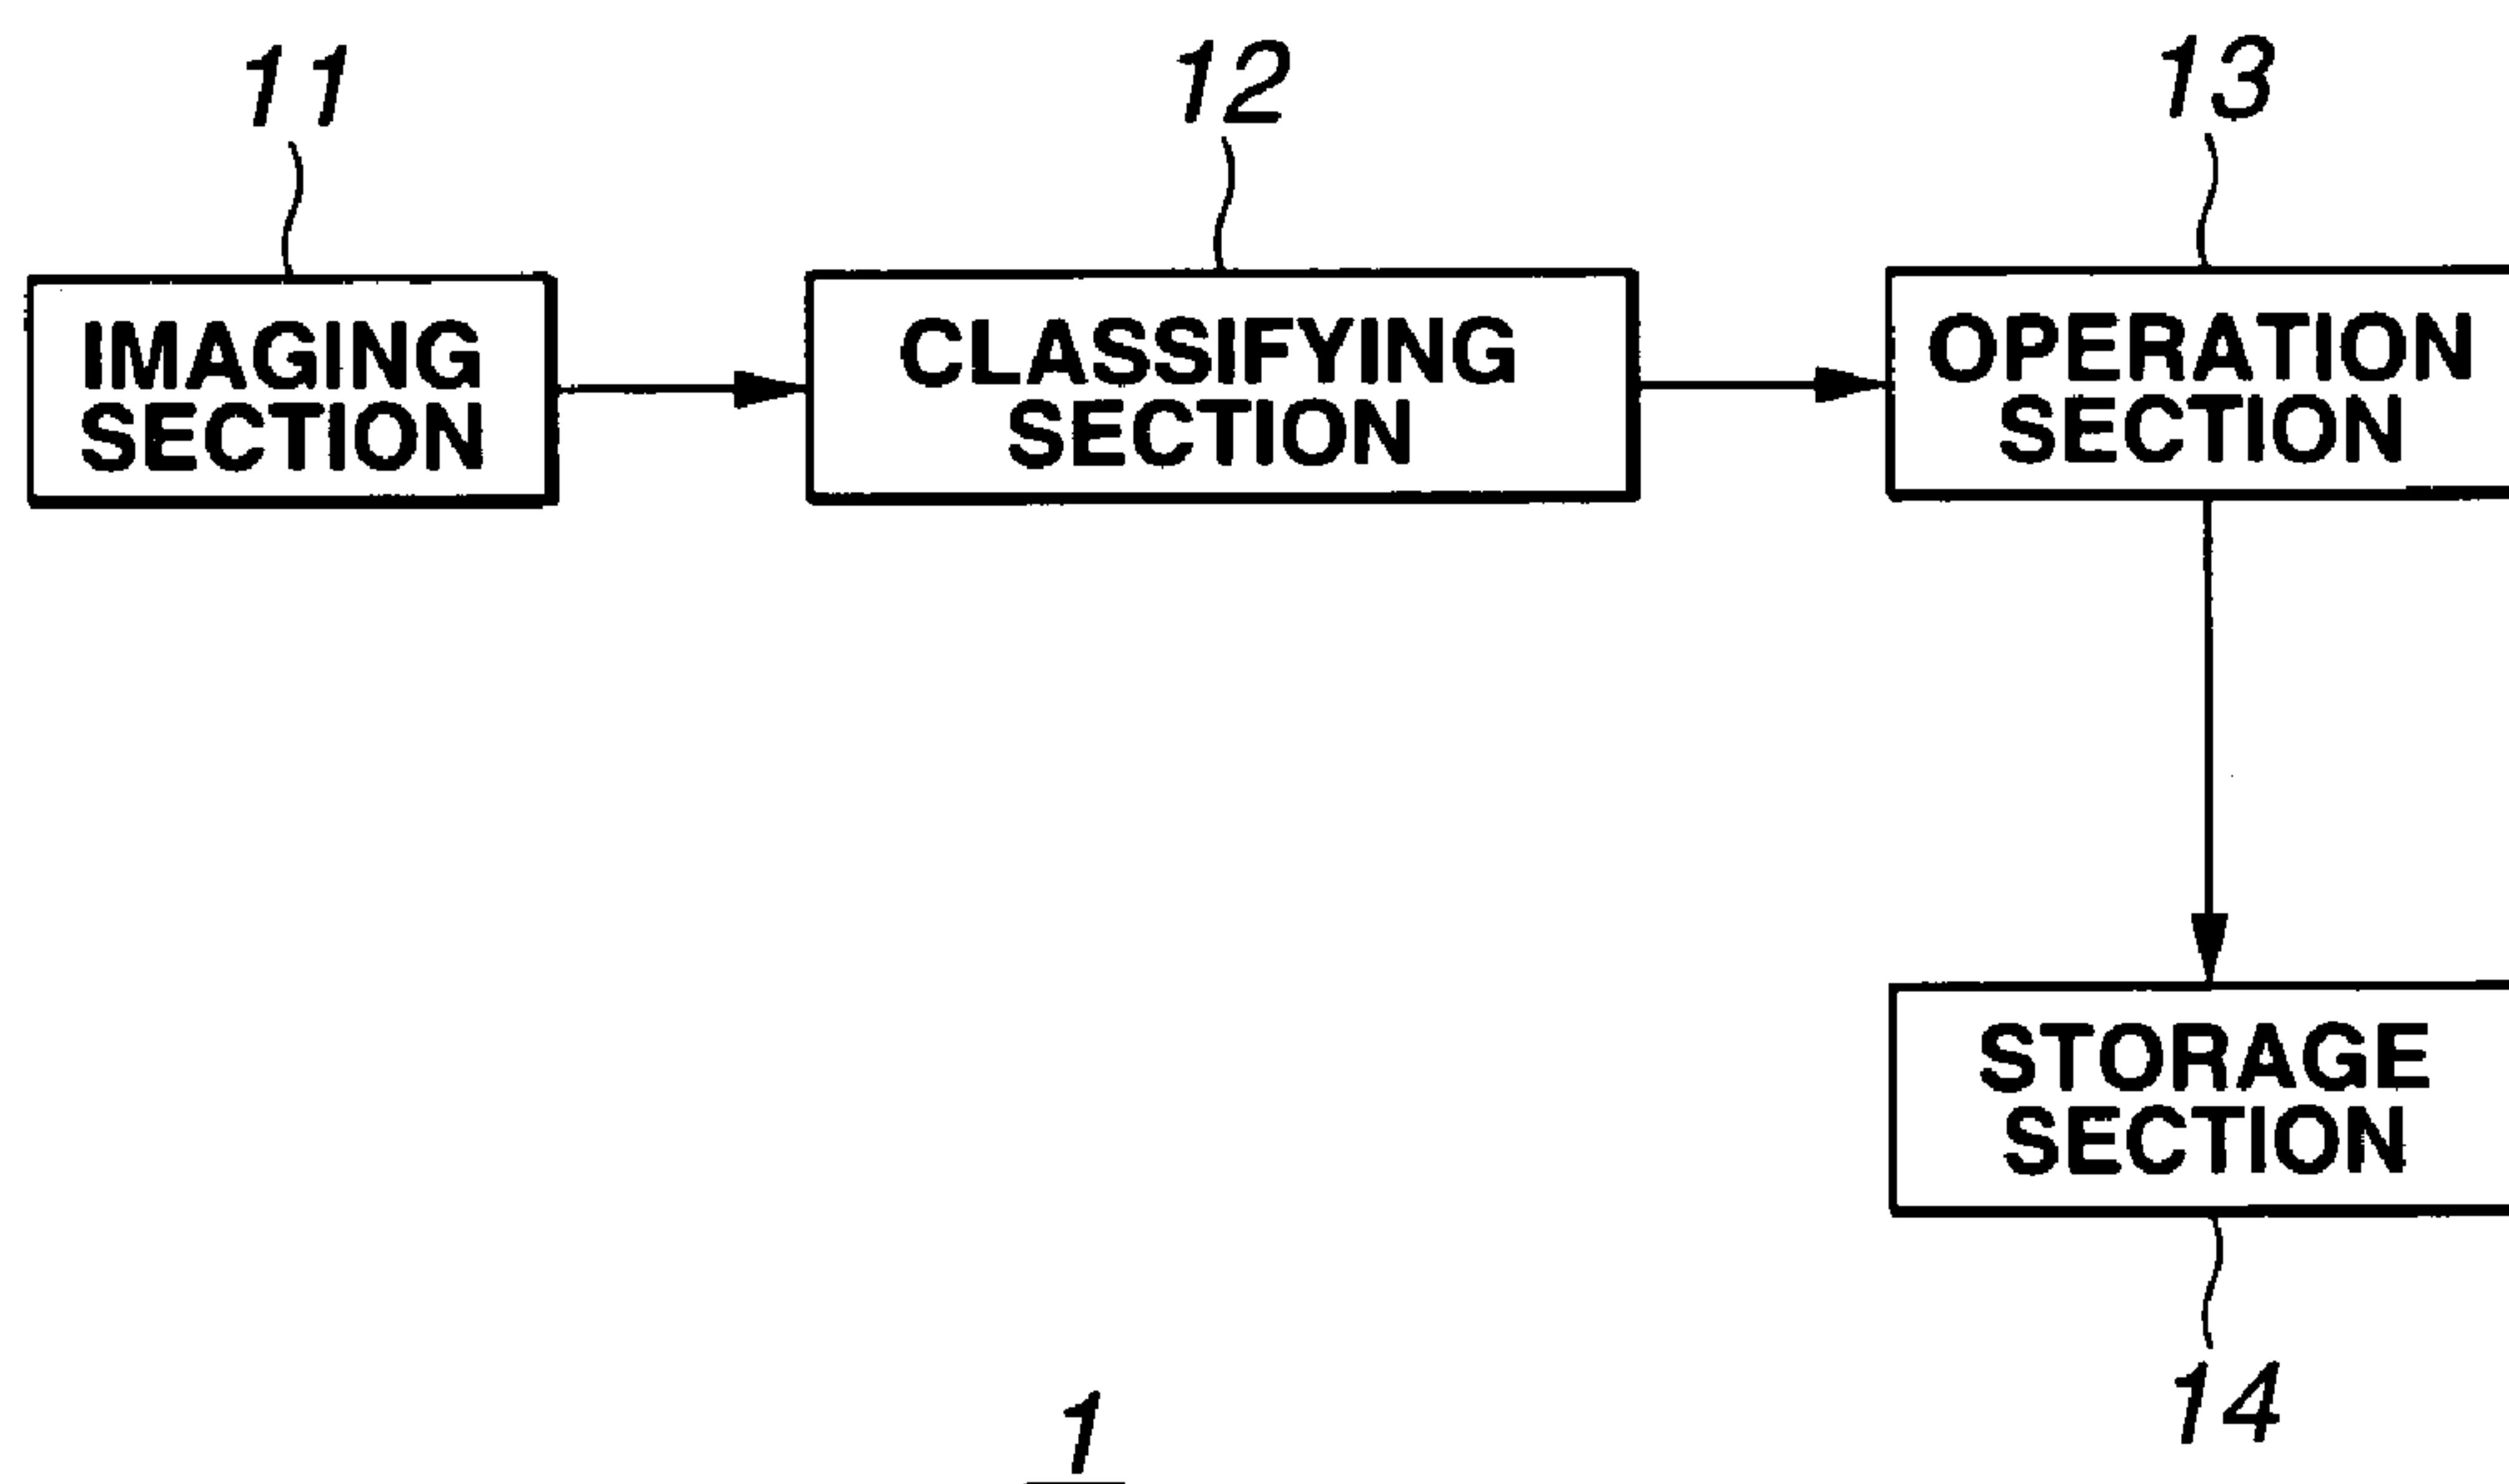 11
12
13
IMAGING
SECTION
CLASSIFYING
SECTION
OPERATION
SECTION
STORAGE
SECTION
14
1